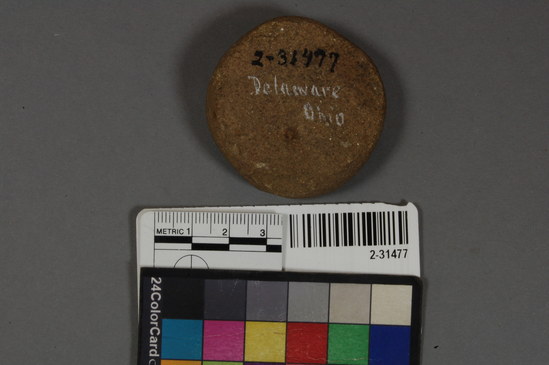 2-31477
Delaware
Ohio
METRIC 1 2 3
2-31477
24ColorCard